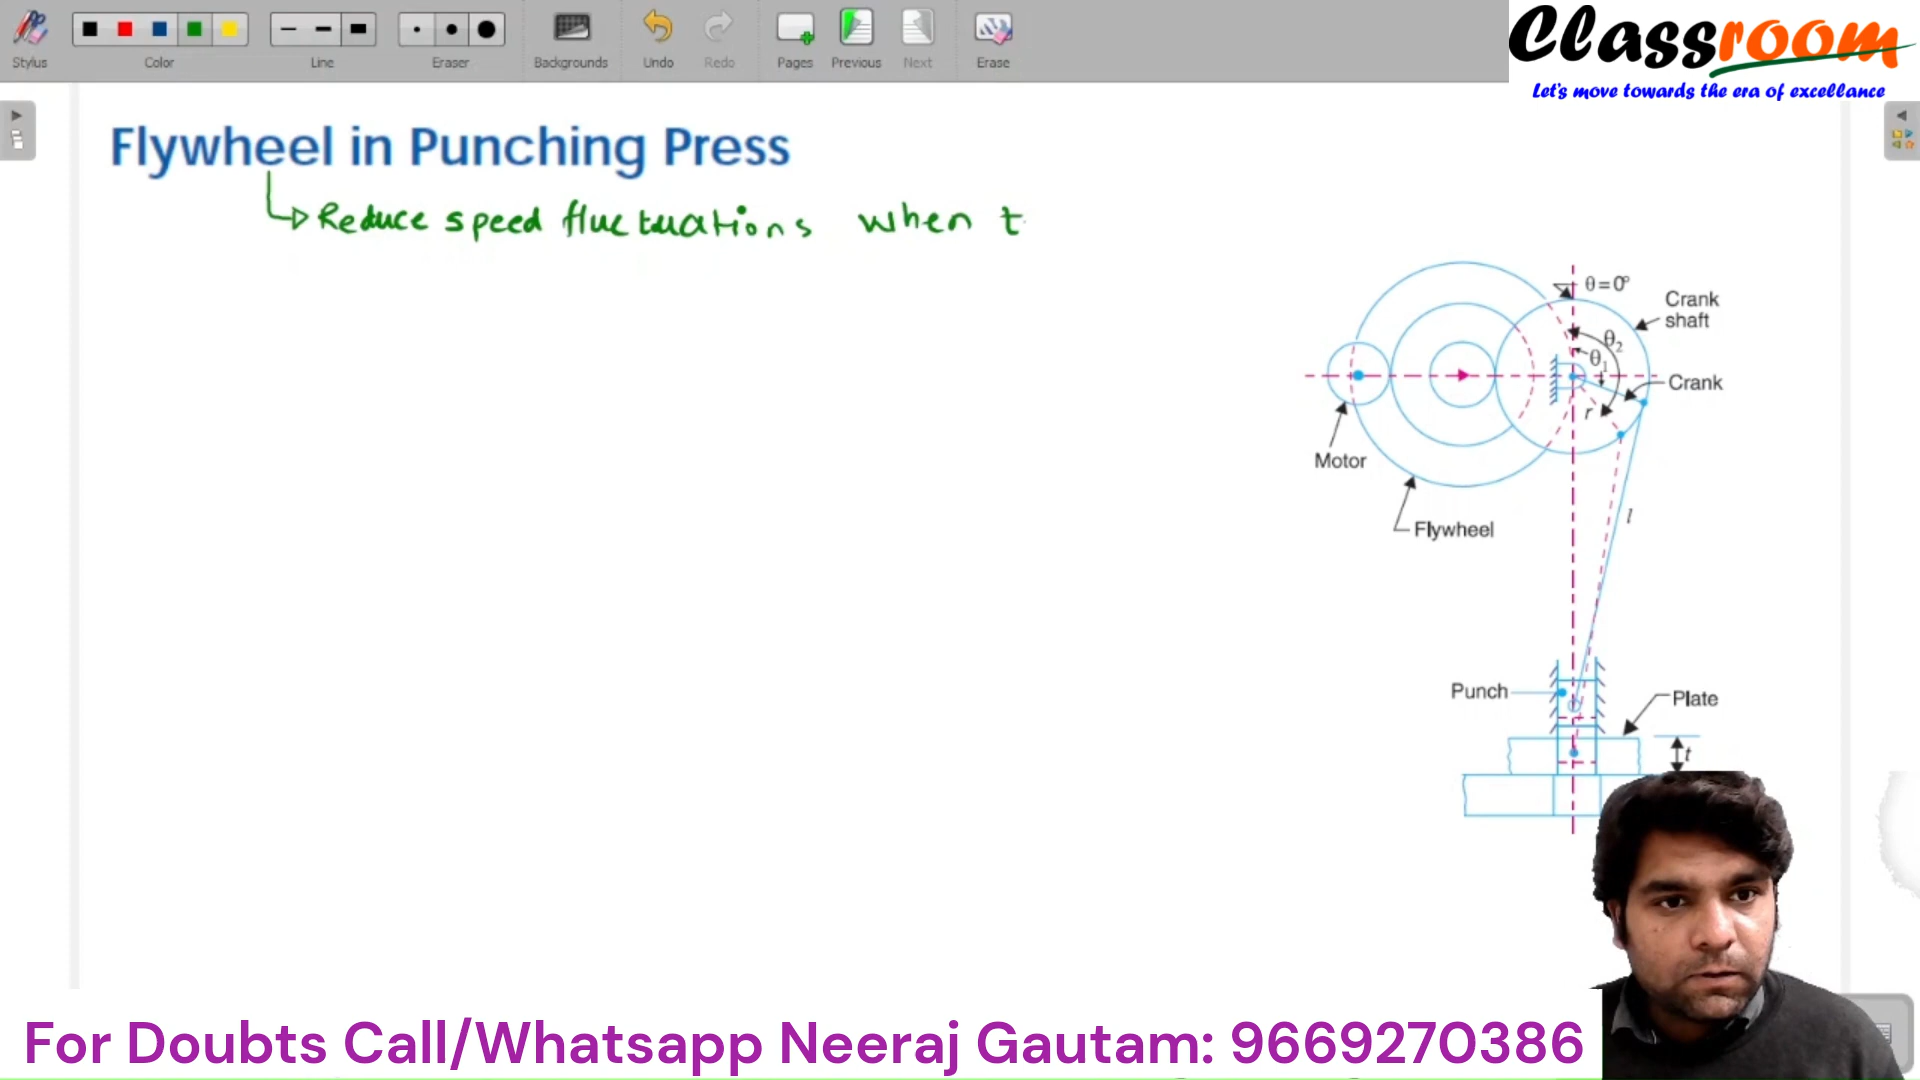 Stylus
Color
Line
Eraser
Backgrounds
Undo
Redo
Pages
Previous
Next
Erase
Classroom
Let's move towards the era of excellance
Flywheel in Punching Press
Reduce speed fluctuations when t
θ=0°
Crank
shaft
θ2
θ1
Crank
r
Motor
Flywheel
l
Punch
Plate
t
For Doubts Call/Whatsapp Neeraj Gautam: 9669270386